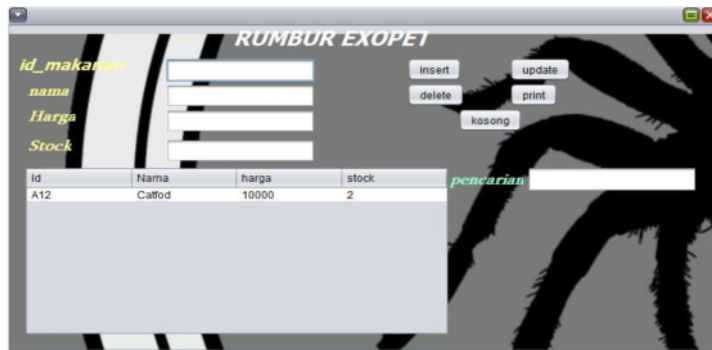 RUMBUR EXOPET
id_makanan
insert update
nama
delete print
Harga
kosong
Stock
Id Nama harga stock
pencarian
A12 Catfod 10000 2